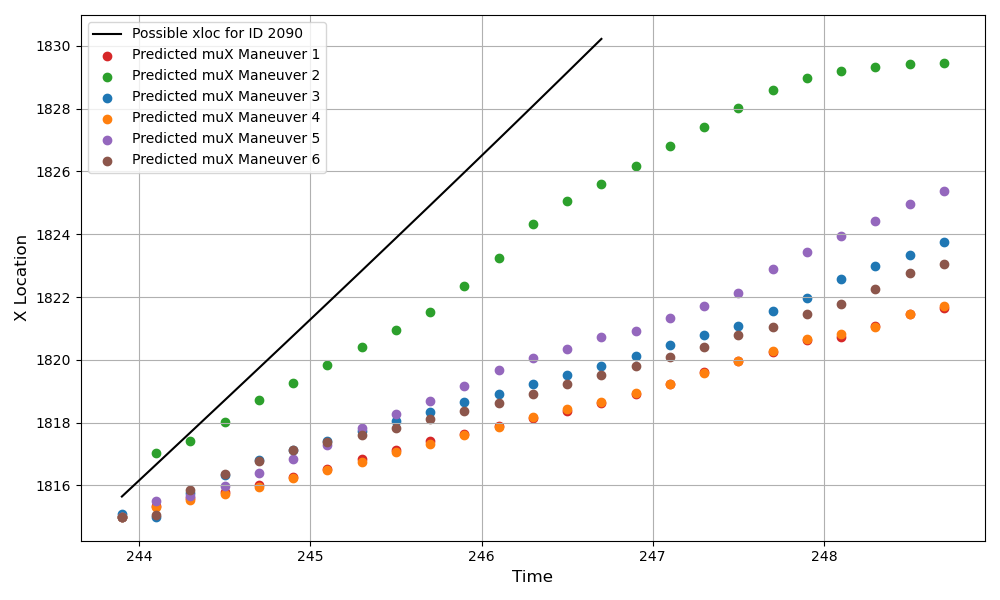 Possible xloc for ID 2090
Predicted muX Maneuver 1
Predicted muX Maneuver 2
Predicted muX Maneuver 3
Predicted muX Maneuver 4
Predicted muX Maneuver 5
Predicted muX Maneuver 6
X Location
1830
1828
1826
1824
1822
1820
1818
1816
244 245 246 247 248
Time